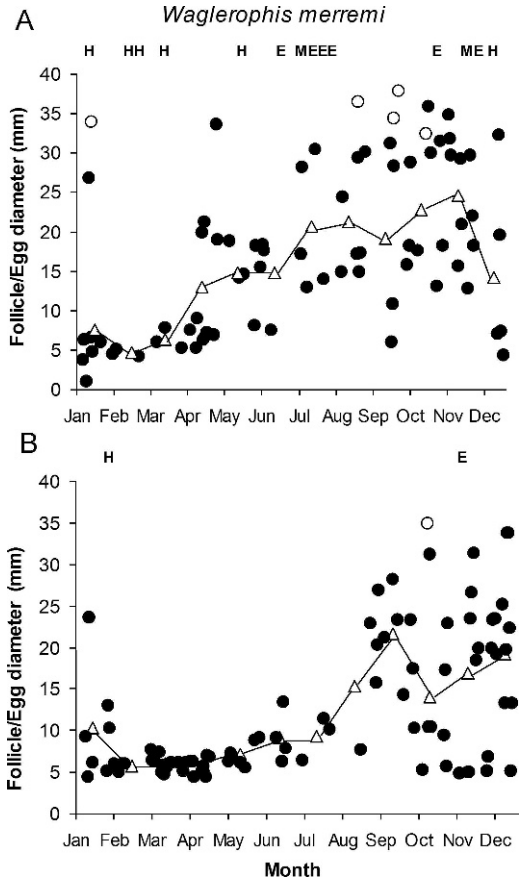 Waglerophis merremi
A
H HH H H E MEEEE E ME H
Follicle/Egg diameter (mm)
40
35
30
25
20
15
10
5
0
Jan Feb Mar Apr May Jun Jul Aug Sep Oct Nov Dec
B
H E
Follicle/Egg diameter (mm)
40
35
30
25
20
15
10
5
0
Jan Feb Mar Apr May Jun Jul Aug Sep Oct Nov Dec
Month